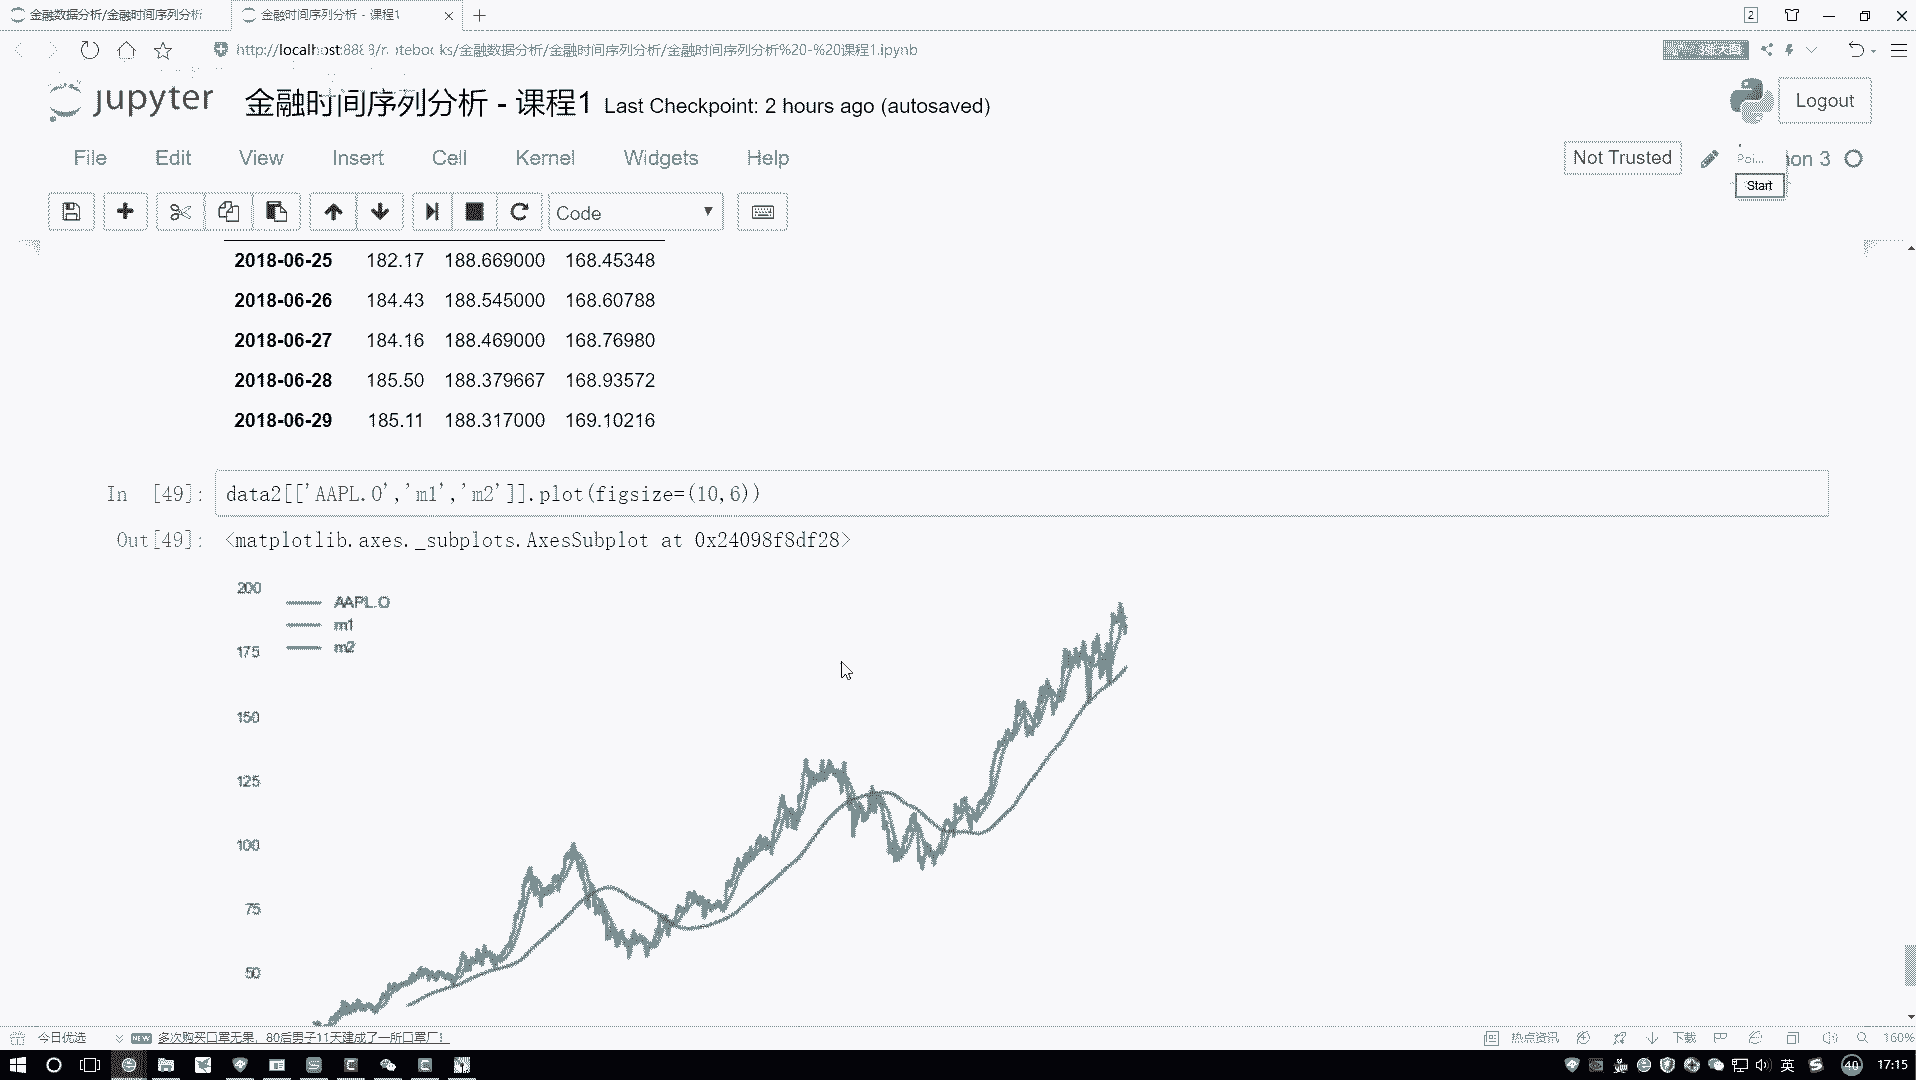 金融数据分析/金融时间序列分析
金融时间序列分析 - 课程1
2
金融数据分析/金融时间序列分析/金融时间序列分析%20-%20课程1.ipynb
jupyter 金融时间序列分析 - 课程1 Last Checkpoint: 2 hours ago (autosaved)
Logout
File Edit View Insert Cell Kernel Widgets Help
Not Trusted
Poi...
on 3
Start
Code
2018-06-25 182.17 188.669000 168.45348
2018-06-26 184.43 188.545000 168.60788
2018-06-27 184.16 188.469000 168.76980
2018-06-28 185.50 188.379667 168.93572
2018-06-29 185.11 188.317000 169.10216
In [49]: data2[['AAPL.O','m1','m2']].plot(figsize=(10,6))
Out[49]: <matplotlib.axes._subplots.AxesSubplot at 0x24098f8df28>
200
AAPL.O
m1
m2
175
150
125
100
75
50
今日优选
NEW
多次购买口罩无果，80后男子11天建成了一所口罩厂！
热点资讯
下载
160%
英
40
17:15